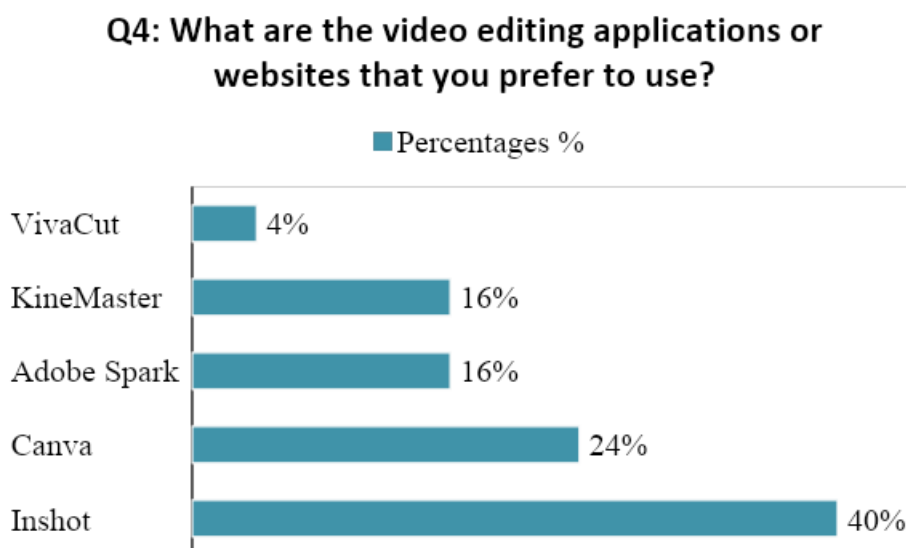 Q4: What are the video editing applications or
websites that you prefer to use?
Percentages %
VivaCut 4%
KineMaster 16%
Adobe Spark 16%
Canva 24%
Inshot 40%